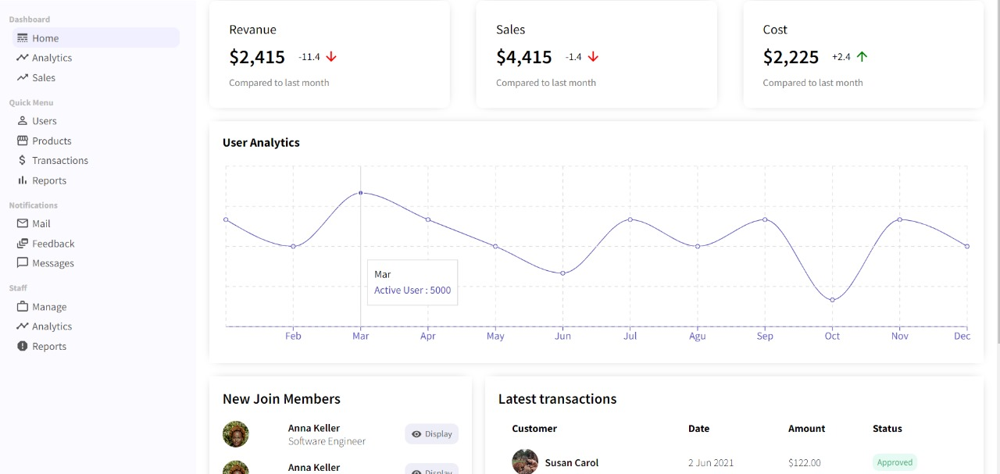 Dashboard
Home
Analytics
Sales
Quick Menu
Users
Products
Transactions
Reports
Notifications
Mail
Feedback
Messages
Staff
Manage
Analytics
Reports
Revanue
$2,415 -11.4
Compared to last month
Sales
$4,415 -1.4
Compared to last month
Cost
$2,225 +2.4
Compared to last month
User Analytics
Mar
Active User : 5000
Feb Mar Apr May Jun Jul Agu Sep Oct Nov Dec
New Join Members
Anna Keller
Software Engineer
Display
Anna Keller
Display
Latest transactions
Customer Date Amount Status
Susan Carol 2 Jun 2021 $122.00 Approved